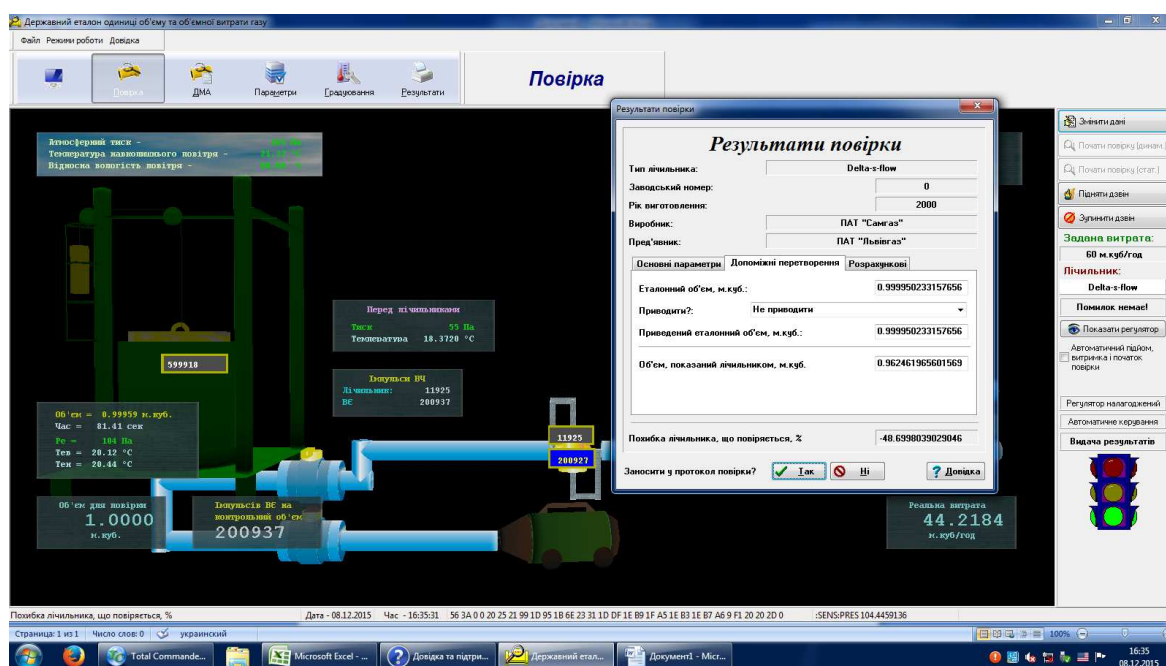 Державний еталон одиниці об'єму та об'ємної витрати газу
Файл Режими роботи Довідка
Повірка
ДМА
Параметри
Градуювання
Результати
Повірка
Атмосферний тиск -
Температура навколишнього повітря -
Відносна вологість повітря -
599918
Об'єм = 0.99959 м.куб.
Час = 81.41 сек
Ре = 104 Па
Тев = 20.12 °C
Тен = 20.44 °C
Об'єм для повірки
1.0000
м.куб.
Імпульсів ВЕ на
контрольний об'єм
200937
Перед лічильниками
Тиск 55 Па
Температура 18.3720 °C
Імпульси ВЧ
Лічильник: 11925
ВЕ 200937
11925
200927
Реальна витрата
44.2184
м.куб/год
Результати повірки
Результати повірки
Тип лічильника: Delta-s-flow
Заводський номер: 0
Рік виготовлення: 2000
Виробник: ПАТ "Самгаз"
Пред'явник: ПАТ "Львівгаз"
Основні параметри Допоміжні перетворення Розрахункові
Еталонний об'єм, м.куб.: 0.999950233157656
Приводити?: Не приводити
Приведений еталонний об'єм, м.куб.: 0.999950233157656
Об'єм, показаний лічильником, м.куб. 0.962461965601569
Похибка лічильника, що повіряється, % -48.6998039029046
Заносити у протокол повірки? Так Ні Довідка
Змінити дані
Почати повірку (динам.)
Почати повірку (стат.)
Підняти дзвін
Зупинити дзвін
Задана витрата:
60 м.куб/год
Лічильник:
Delta-s-flow
Помилок немає!
Показати регулятор
Автоматичний підйом,
витримка і початок
повірки
Регулятор налагоджений
Автоматичне керування
Видача результатів
Похибка лічильника, що повіряється, % Дата - 08.12.2015 Час - 16:35:31 56 3A 0 0 20 25 21 99 1D 95 1B 6E 23 31 1D DF 1E B9 1F A5 1E B3 1E B7 A6 9 F1 20 20 2D 0 :SENS:PRES 104.4459136
Страница: 1 из 1 Число слов: 0 украинский 100%
Total Commande... Microsoft Excel - ... Довідка та підтри... Державний етал... Документ1 - Micr... 16:35
08.12.2015